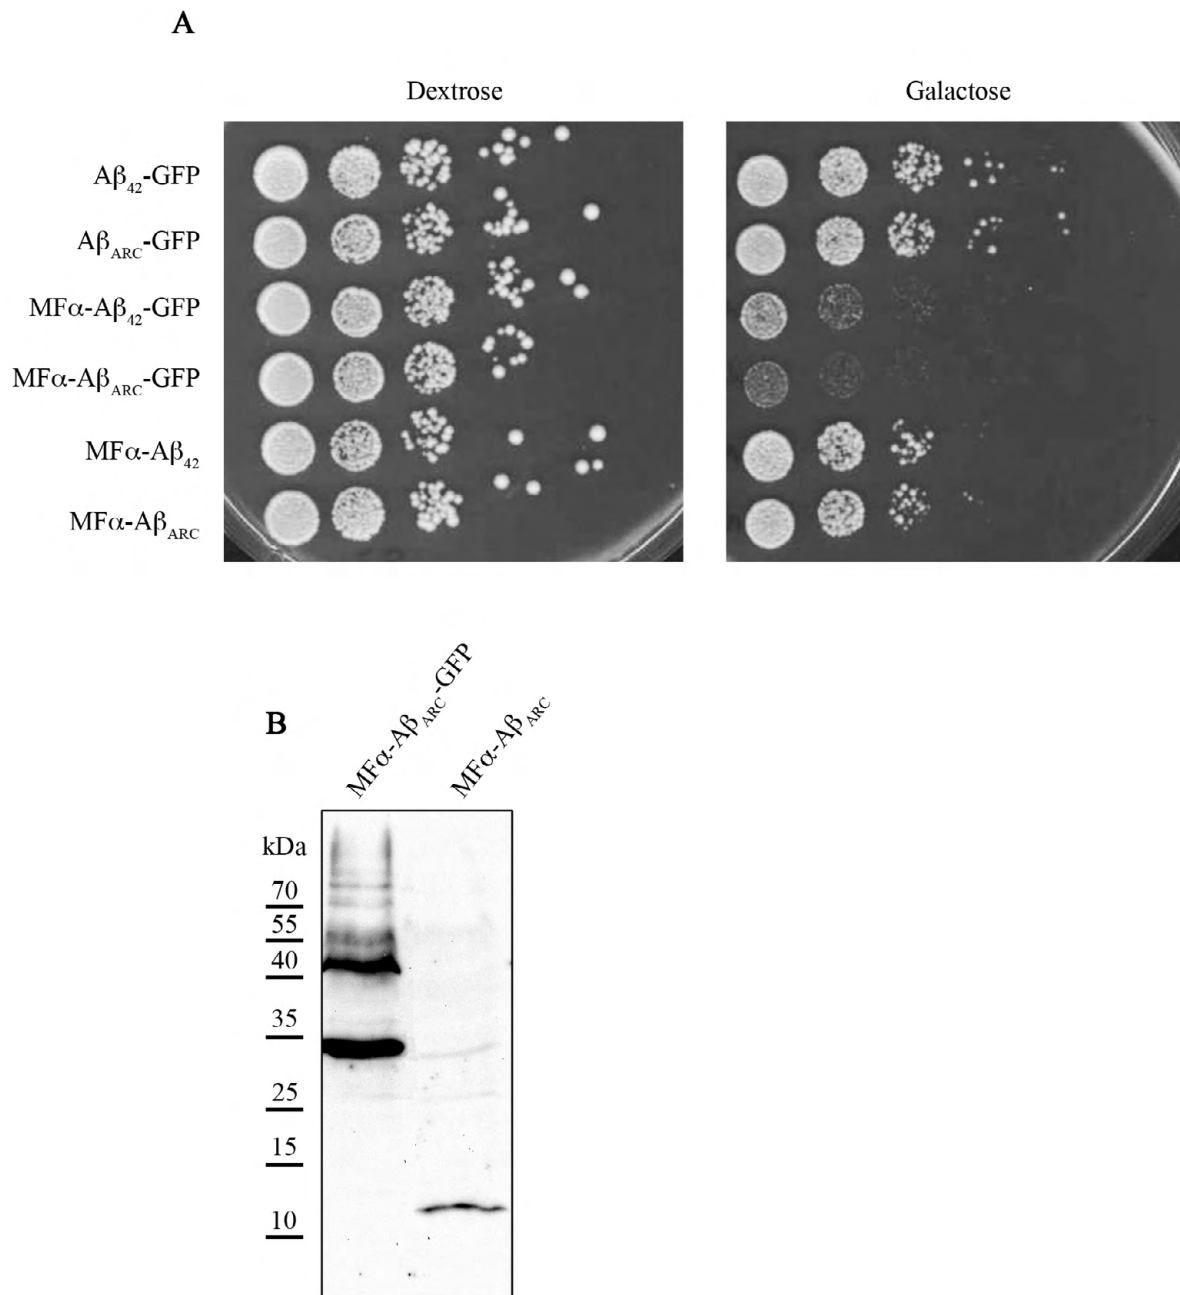 A
Dextrose Galactose
Aβ42-GFP
AβARC-GFP
MFα-Aβ42-GFP
MFα-AβARC-GFP
MFα-Aβ42
MFα-AβARC
B
MFα-AβARC-GFP
MFα-AβARC
kDa
70
55
40
35
25
15
10